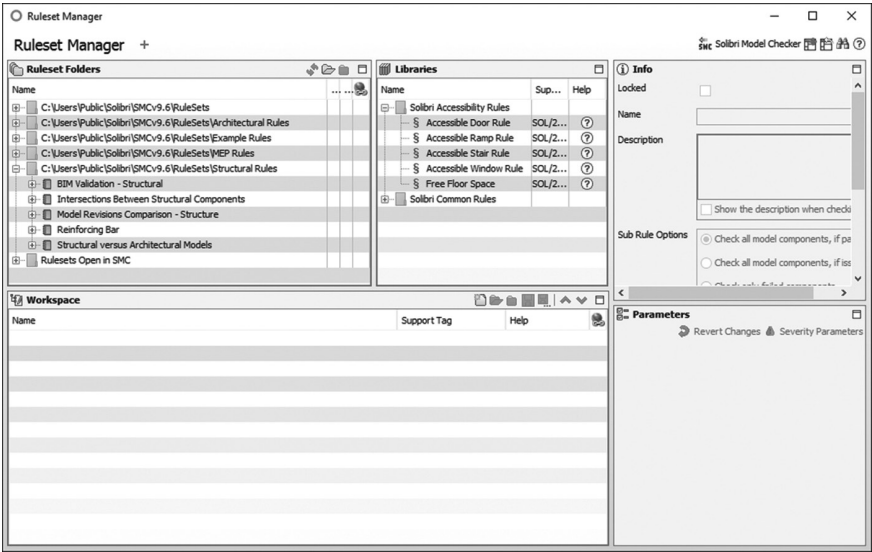 Ruleset Manager
Ruleset Manager +
SMC Solibri Model Checker
Ruleset Folders
Name
... ...
C:\Users\Public\Solibri\SMCv9.6\RuleSets
C:\Users\Public\Solibri\SMCv9.6\RuleSets\Architectural Rules
C:\Users\Public\Solibri\SMCv9.6\RuleSets\Example Rules
C:\Users\Public\Solibri\SMCv9.6\RuleSets\MEP Rules
C:\Users\Public\Solibri\SMCv9.6\RuleSets\Structural Rules
BIM Validation - Structural
Intersections Between Structural Components
Model Revisions Comparison - Structure
Reinforcing Bar
Structural versus Architectural Models
Rulesets Open in SMC
Libraries
Name Sup... Help
Solibri Accessibility Rules
§ Accessible Door Rule SOL/2... ?
§ Accessible Ramp Rule SOL/2... ?
§ Accessible Stair Rule SOL/2... ?
§ Accessible Window Rule SOL/2... ?
§ Free Floor Space SOL/2... ?
Solibri Common Rules
Info
Locked
Name
Description
Show the description when checki
Sub Rule Options
Check all model components, if pa
Check all model components, if iss
Check only failed components
Workspace
Name Support Tag Help
Parameters
Revert Changes Severity Parameters